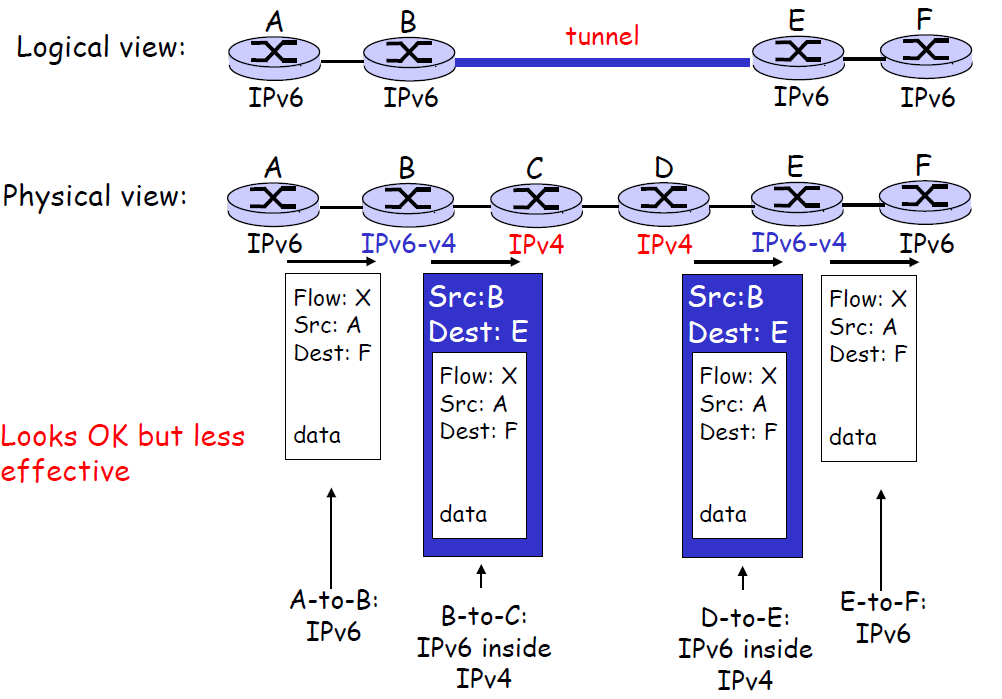 A B E F
Logical view: tunnel
IPv6 IPv6 IPv6 IPv6
A B C D E F
Physical view:
IPv6 IPv6-v4 IPv4 IPv4 IPv6-v4 IPv6
Flow: X
Src: A
Dest: F
data
Src:B
Dest: E
Flow: X
Src: A
Dest: F
data
Src:B
Dest: E
Flow: X
Src: A
Dest: F
data
Flow: X
Src: A
Dest: F
data
Looks OK but less
effective
A-to-B:
IPv6
B-to-C:
IPv6 inside
IPv4
D-to-E:
IPv6 inside
IPv4
E-to-F:
IPv6